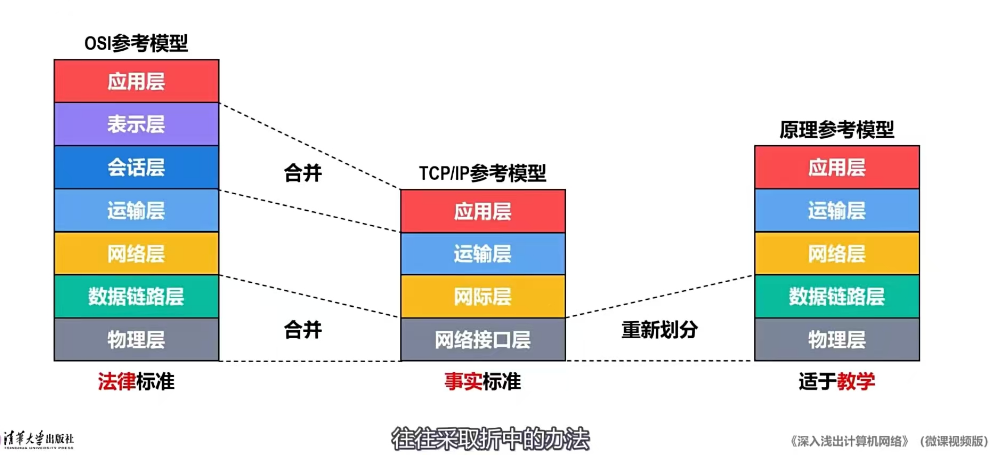 OSI参考模型
应用层
表示层
会话层
运输层
网络层
数据链路层
物理层
法律标准
合并
合并
TCP/IP参考模型
应用层
运输层
网际层
网络接口层
事实标准
重新划分
原理参考模型
应用层
运输层
网络层
数据链路层
物理层
适于教学
清华大学出版社
TSINGHUA UNIVERSITY PRESS
往往采取折中的方法
《深入浅出计算机网络》（微课视频版）